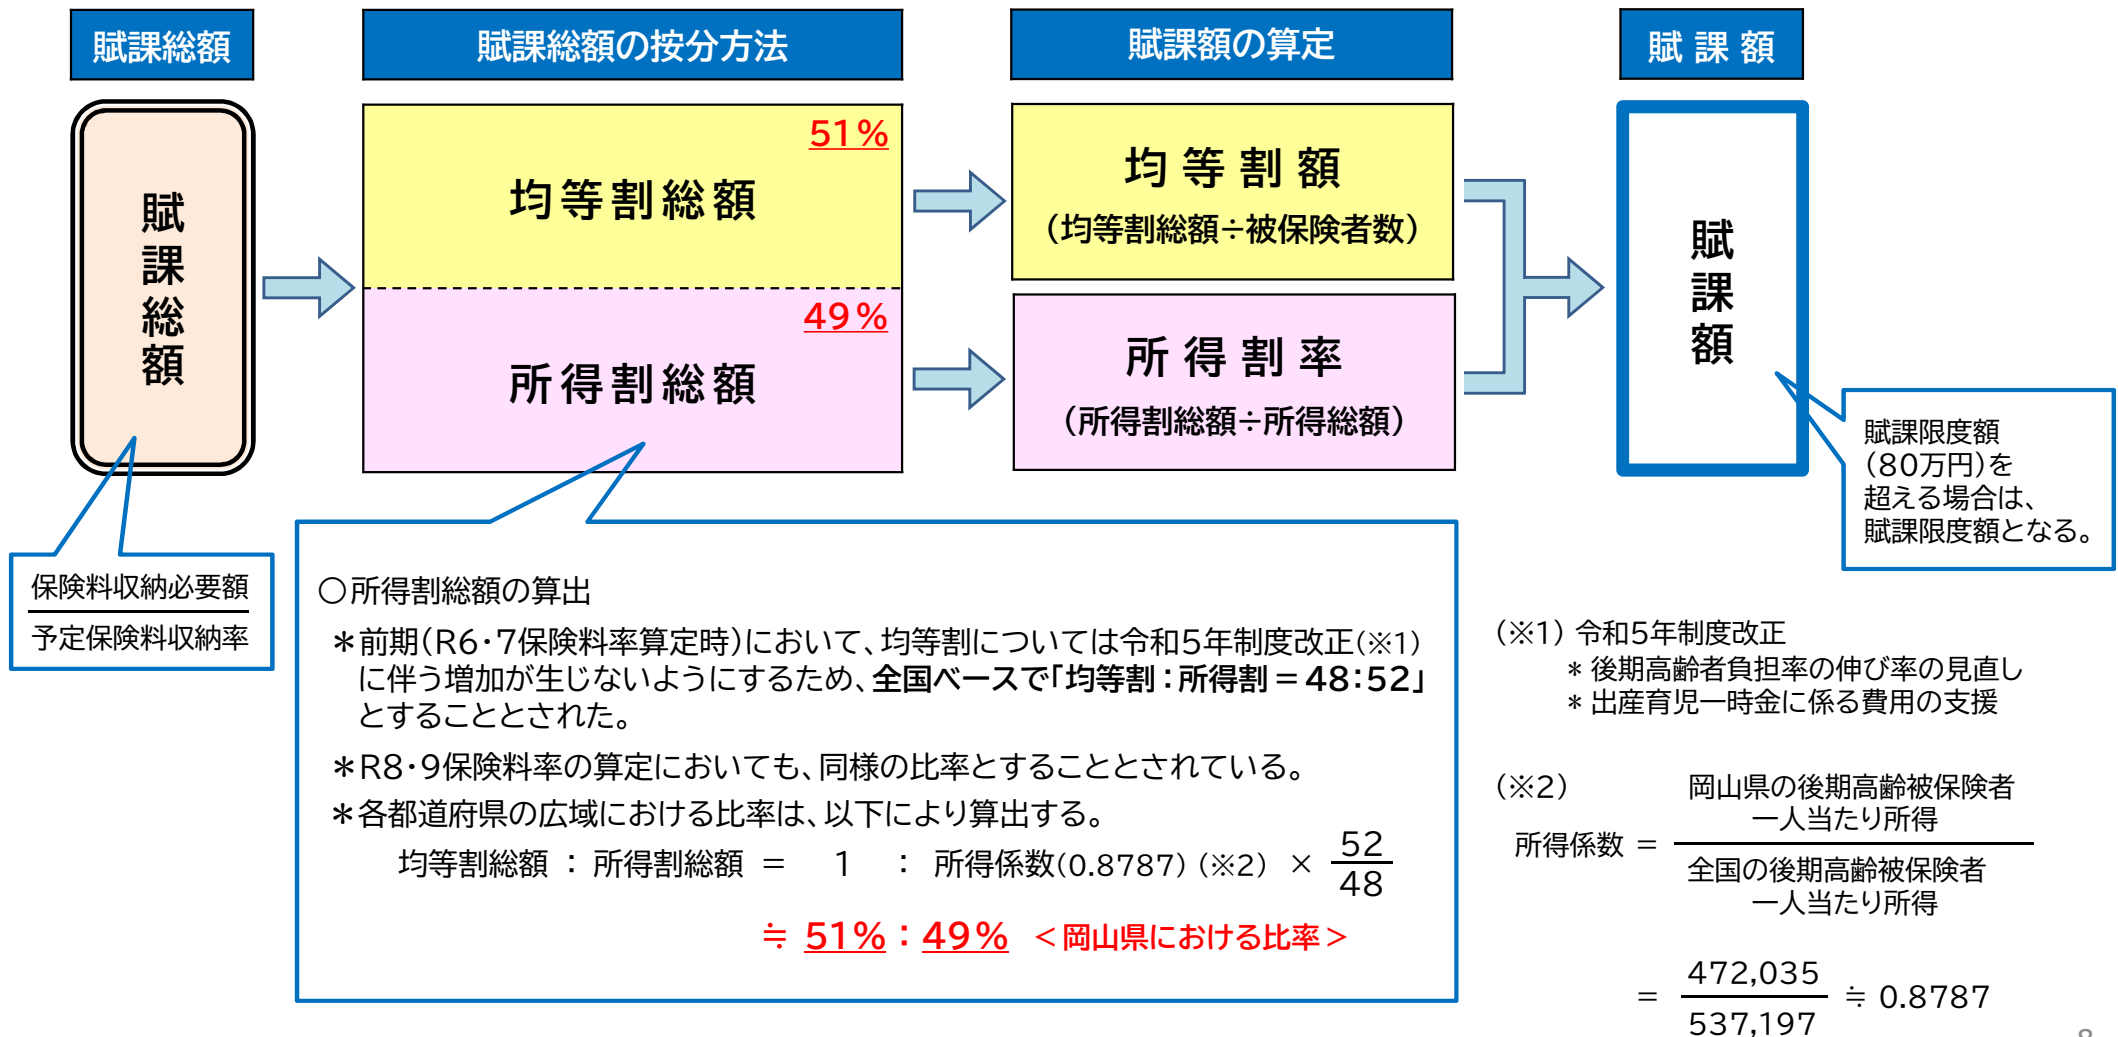 賦課総額
賦課総額の按分方法
賦課額の算定
賦 課 額
賦課総額
51%
均等割総額
49%
所得割総額
均 等 割 額
(均等割総額÷被保険者数)
所 得 割 率
(所得割総額÷所得総額)
賦課額
賦課限度額
(80万円)を
超える場合は、
賦課限度額となる。
保険料収納必要額
予定保険料収納率
○所得割総額の算出
*前期(R6・7保険料率算定時)において、均等割については令和5年制度改正(※1)
に伴う増加が生じないようにするため、全国ベースで「均等割:所得割=48:52」
とすることとされた。
*R8・9保険料率の算定においても、同様の比率とすることとされている。
*各都道府県の広域における比率は、以下により算出する。
均等割総額 : 所得割総額 = 1 : 所得係数(0.8787) (※2) × 52
48
≒ 51% : 49% <岡山県における比率>
(※1) 令和5年制度改正
* 後期高齢者負担率の伸び率の見直し
* 出産育児一時金に係る費用の支援
(※2) 岡山県の後期高齢被保険者
一人当たり所得
所得係数 =
全国の後期高齢被保険者
一人当たり所得
= 472,035
537,197
≒ 0.8787